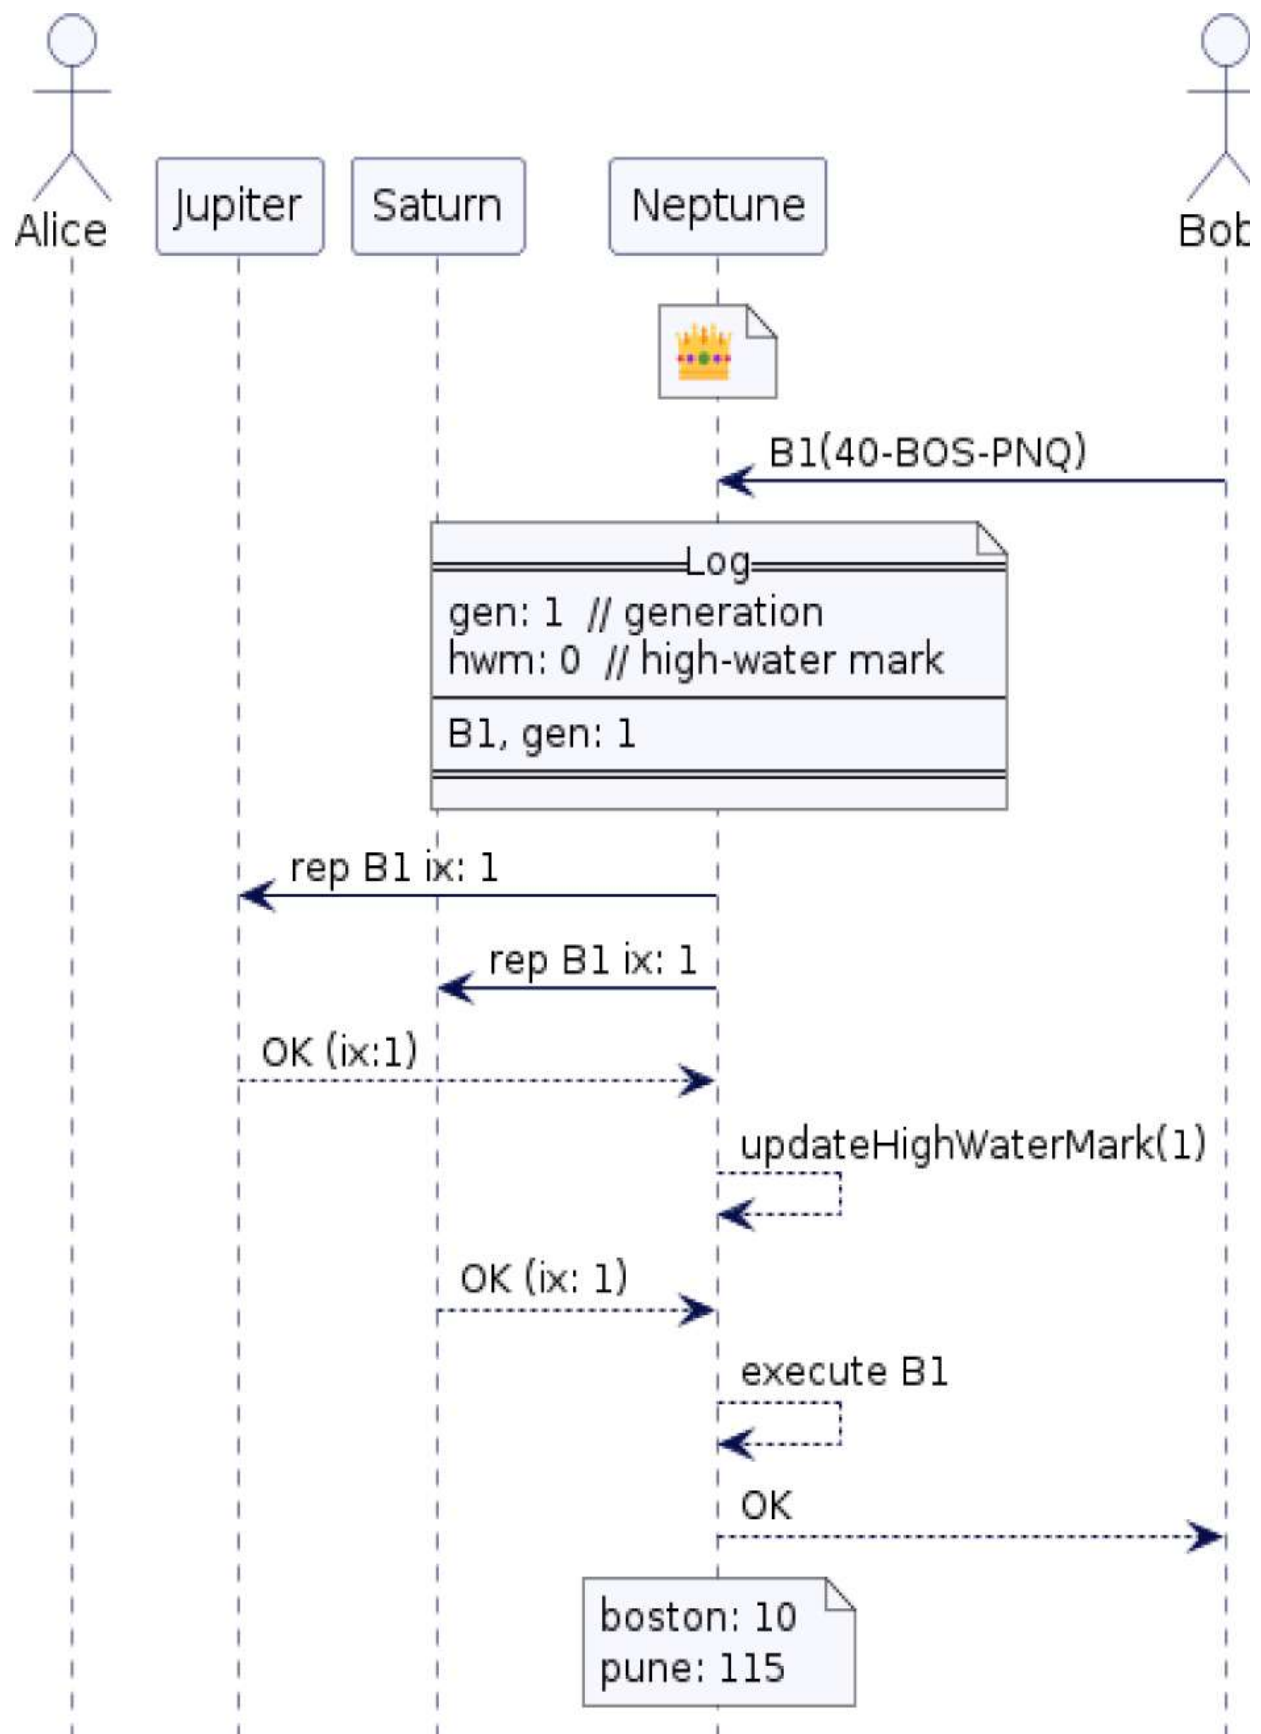 Alice
Jupiter
Saturn
Neptune
Bob
B1(40-BOS-PNQ)
Log
gen: 1 // generation
hwm: 0 // high-water mark
B1, gen: 1
rep B1 ix: 1
rep B1 ix: 1
OK (ix:1)
updateHighWaterMark(1)
OK (ix: 1)
execute B1
OK
boston: 10
pune: 115